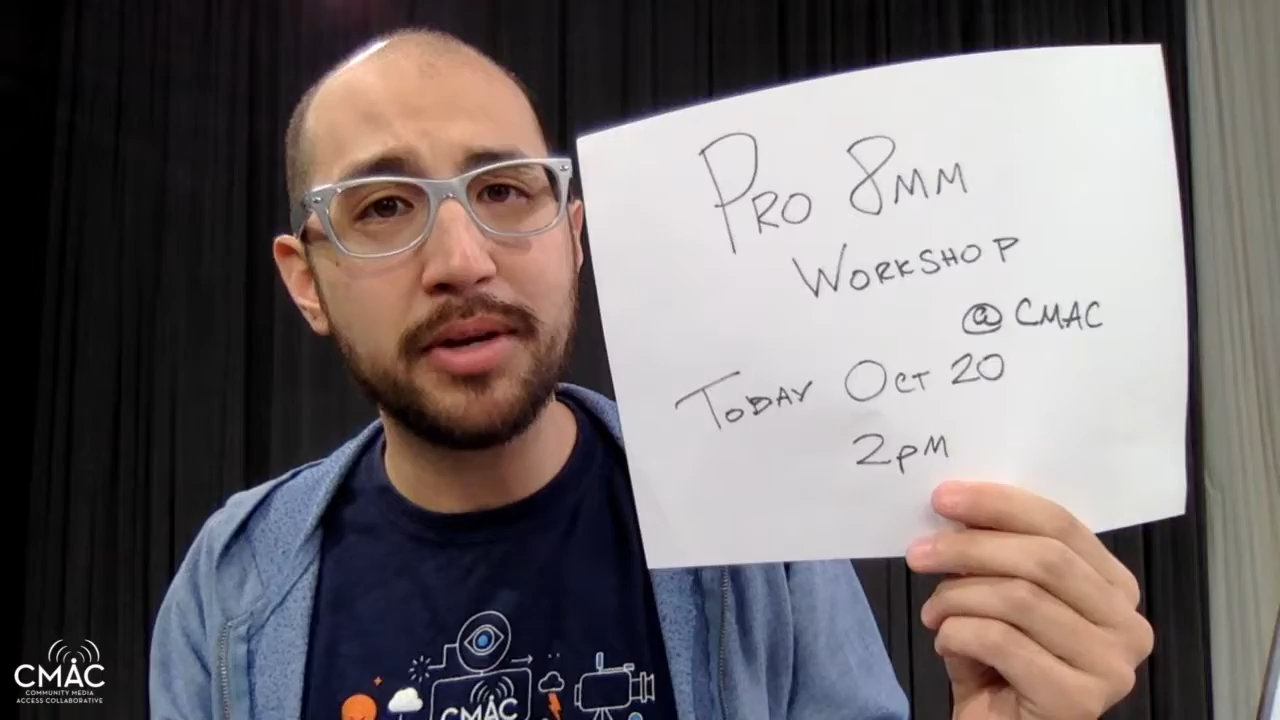 PRO 8MM
WORKSHOP
@ CMAC
TODAY OCT 20
2PM
CMAC
CMAC
COMMUNITY MEDIA
ACCESS COLLABORATIVE